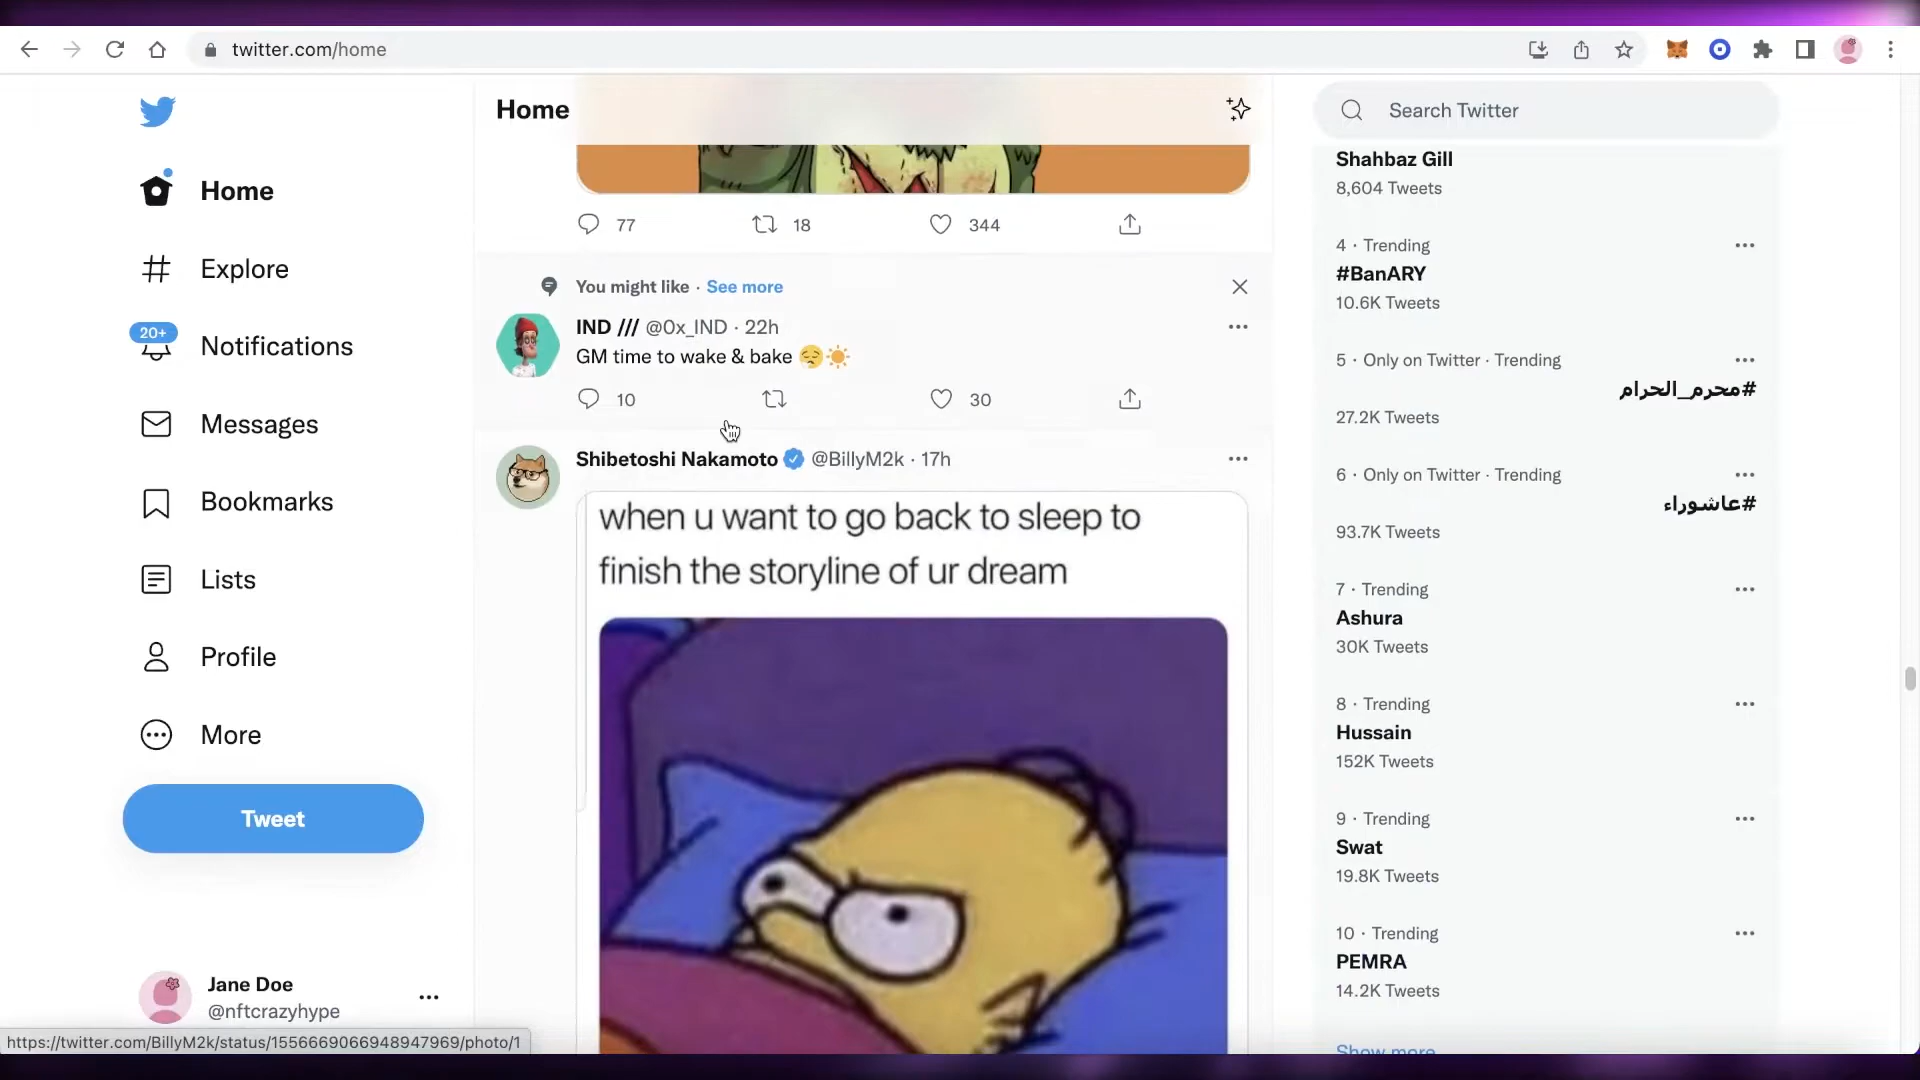 twitter.com/home
Home
Explore
20+
Notifications
Messages
Bookmarks
Lists
Profile
More
Tweet
Jane Doe
@nftcrazyhype
https://twitter.com/BillyM2k/status/1556669066948947969/photo/1
Home
77 18 344
You might like · See more
IND /// @0x_IND · 22h
GM time to wake & bake 😔☀️
10 30
Shibetoshi Nakamoto @BillyM2k · 17h
when u want to go back to sleep to
finish the storyline of ur dream
Search Twitter
Shahbaz Gill
8,604 Tweets
4 · Trending
#BanARY
10.6K Tweets
5 · Only on Twitter · Trending
#محرم_الحرام
27.2K Tweets
6 · Only on Twitter · Trending
#عاشوراء
93.7K Tweets
7 · Trending
Ashura
30K Tweets
8 · Trending
Hussain
152K Tweets
9 · Trending
Swat
19.8K Tweets
10 · Trending
PEMRA
14.2K Tweets
Show more